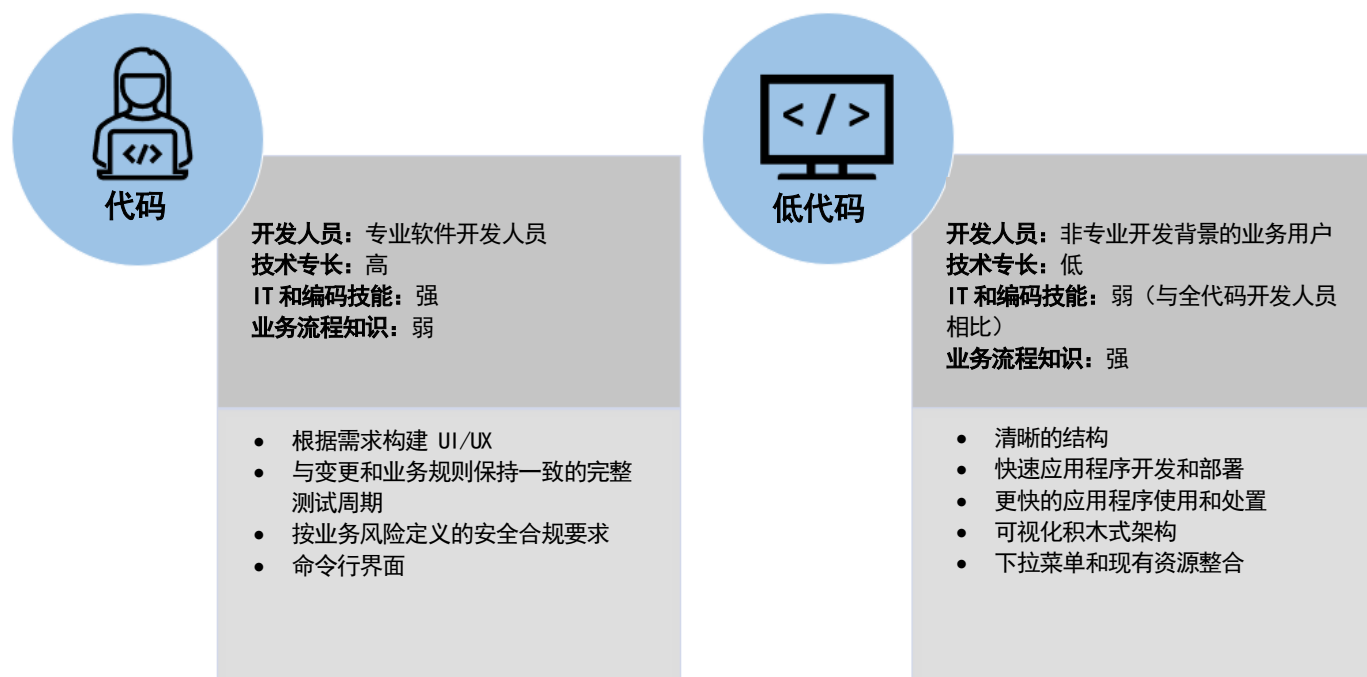 </>
代码
开发人员：专业软件开发人员
技术专长：高
IT 和编码技能：强
业务流程知识：弱
• 根据需求构建 UI/UX
• 与变更和业务规则保持一致的完整
测试周期
• 按业务风险定义的安全合规要求
• 命令行界面
</>
低代码
开发人员：非专业开发背景的业务用户
技术专长：低
IT 和编码技能：弱（与全代码开发人员
相比）
业务流程知识：强
• 清晰的结构
• 快速应用程序开发和部署
• 更快的应用程序使用和处置
• 可视化积木式架构
• 下拉菜单和现有资源整合